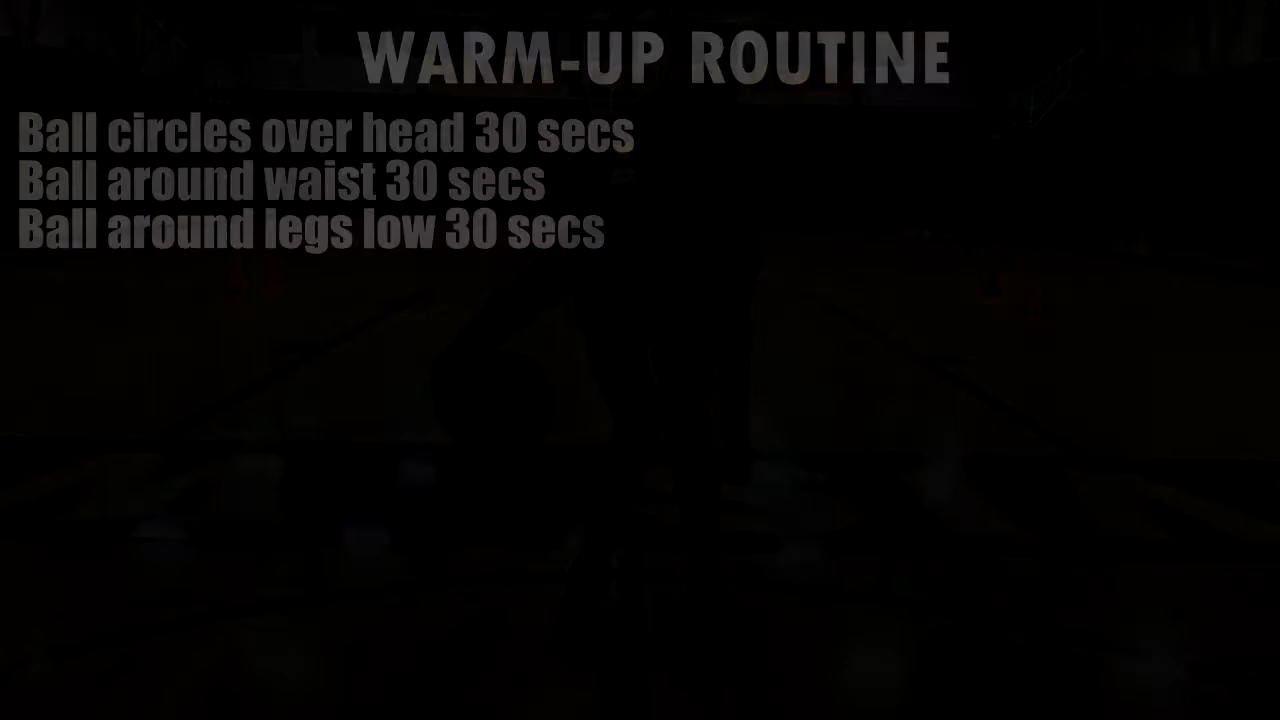 WARM-UP ROUTINE
Ball circles over head 30 secs
Ball around waist 30 secs
Ball around legs low 30 secs